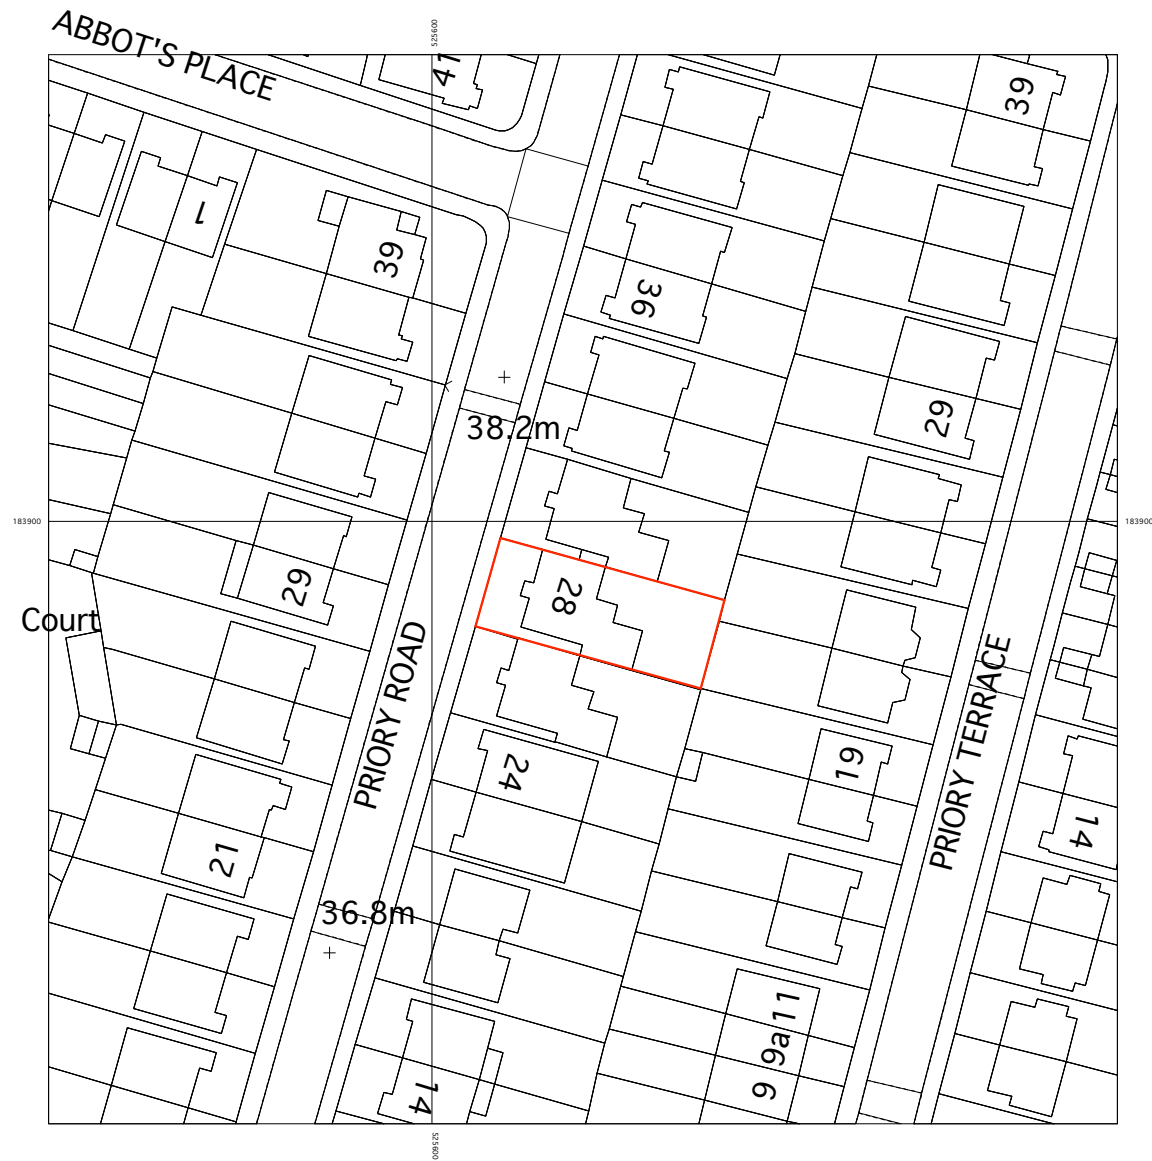 525600
ABBOT'S PLACE
41
39
1
39
36
29
38.2m
183900
183900
29
28
Court
PRIORY ROAD
PRIORY TERRACE
24
19
14
21
36.8m
11
9a
9
14
525600